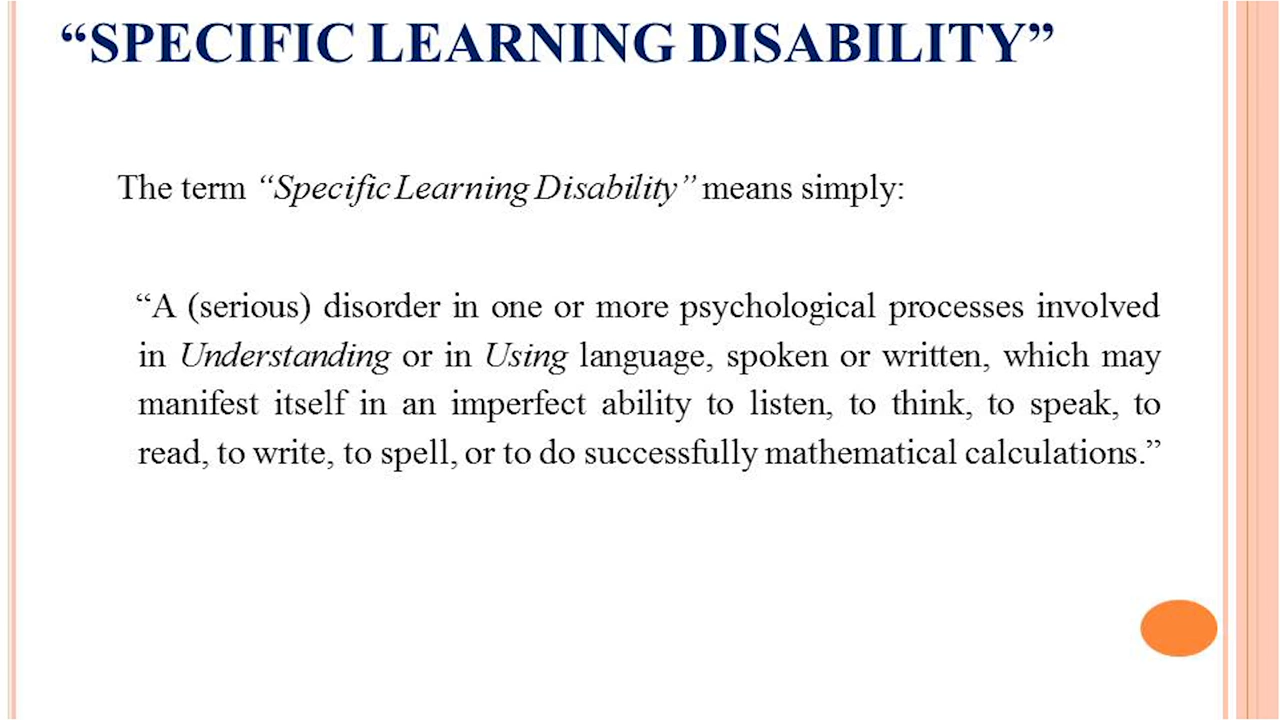 “SPECIFIC LEARNING DISABILITY”
The term “Specific Learning Disability” means simply:
“A (serious) disorder in one or more psychological processes involved
in Understanding or in Using language, spoken or written, which may
manifest itself in an imperfect ability to listen, to think, to speak, to
read, to write, to spell, or to do successfully mathematical calculations.”